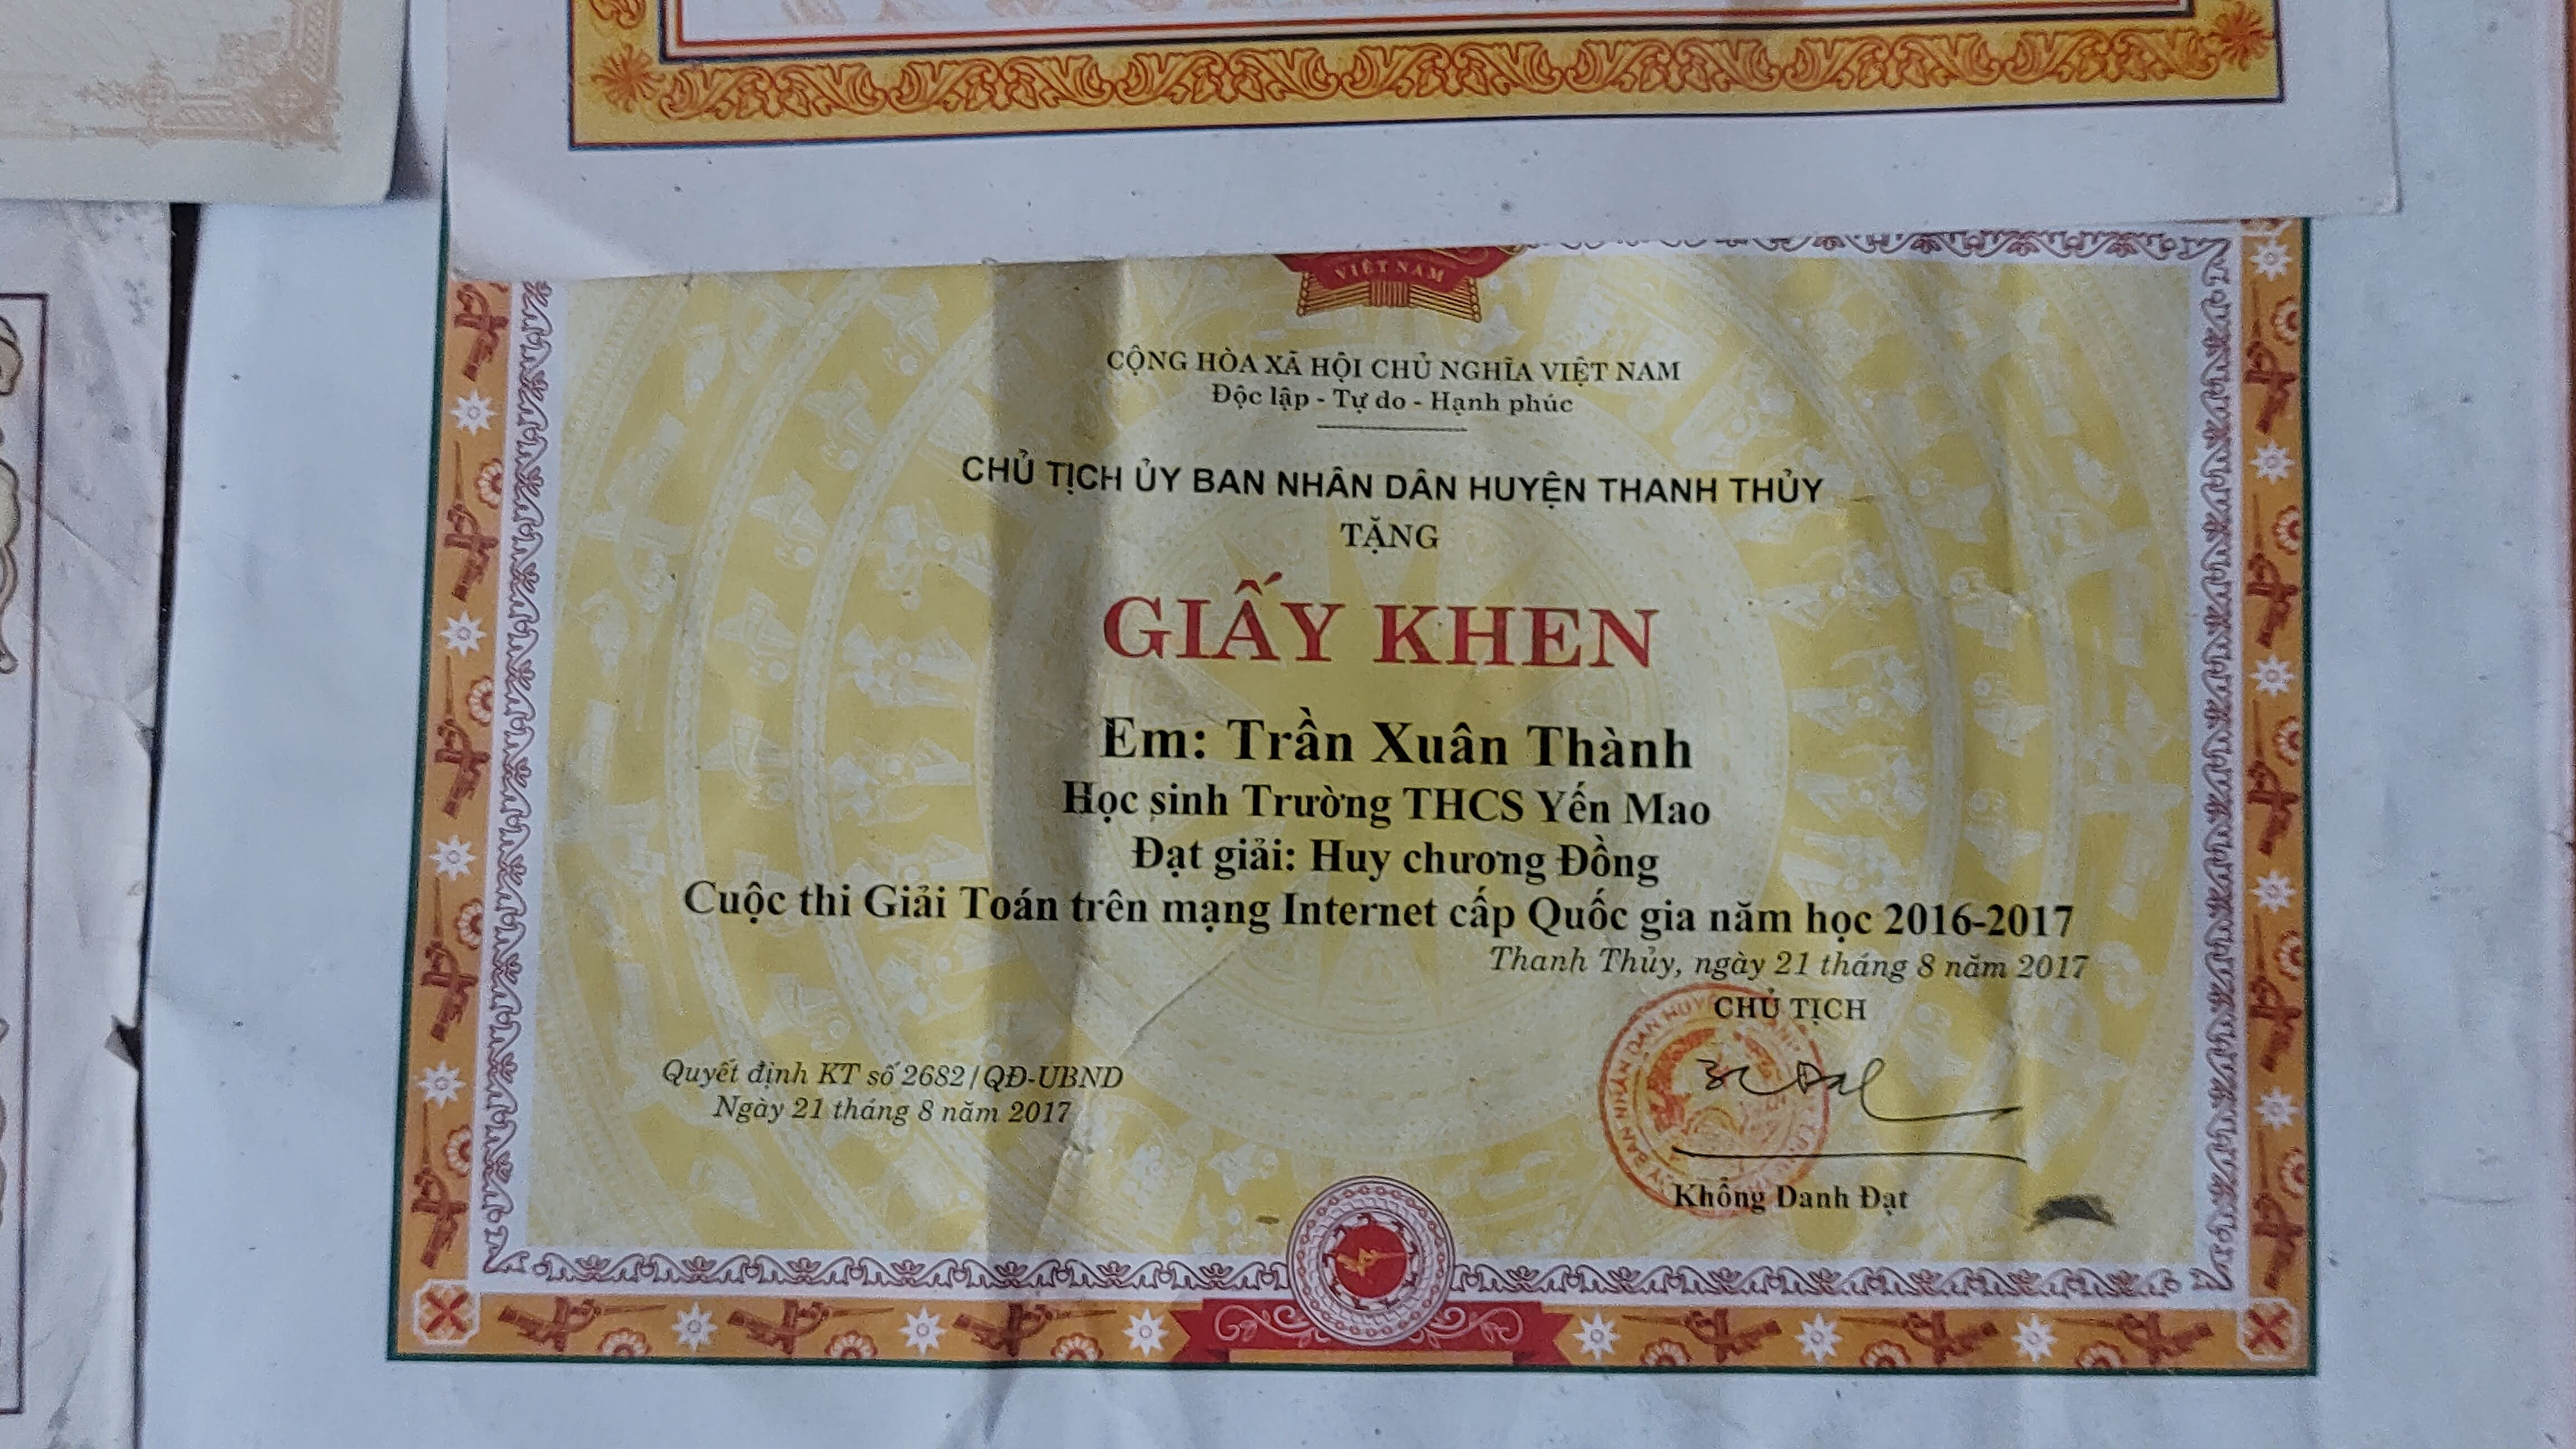 VIỆT NAM
CỘNG HÒA XÃ HỘI CHỦ NGHĨA VIỆT NAM
Độc lập - Tự do - Hạnh phúc
CHỦ TỊCH ỦY BAN NHÂN DÂN HUYỆN THANH THỦY
TẶNG
GIẤY KHEN
Em: Trần Xuân Thành
Học sinh Trường THCS Yến Mao
Đạt giải: Huy chương Đồng
Cuộc thi Giải Toán trên mạng Internet cấp Quốc gia năm học 2016-2017
Thanh Thủy, ngày 21 tháng 8 năm 2017
CHỦ TỊCH
Quyết định KT số 2682/QĐ-UBND
Ngày 21 tháng 8 năm 2017
Khổng Danh Đạt